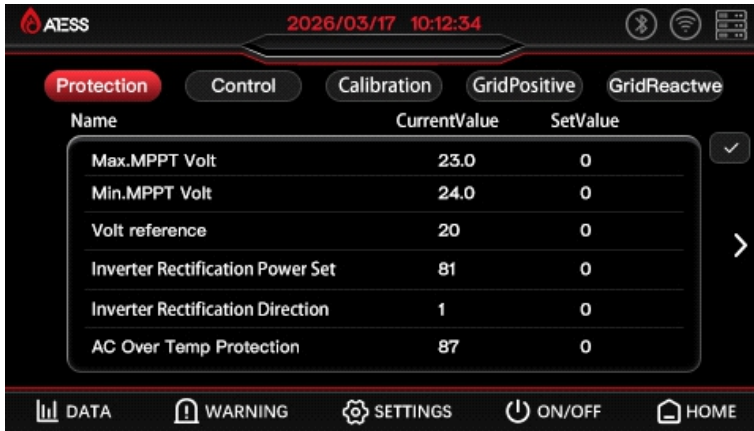 ATESS
2026/03/17 10:12:34
Protection Control Calibration GridPositive GridReactwe
Name CurrentValue SetValue
Max.MPPT Volt 23.0 0
Min.MPPT Volt 24.0 0
Volt reference 20 0
Inverter Rectification Power Set 81 0
Inverter Rectification Direction 1 0
AC Over Temp Protection 87 0
DATA WARNING SETTINGS ON/OFF HOME